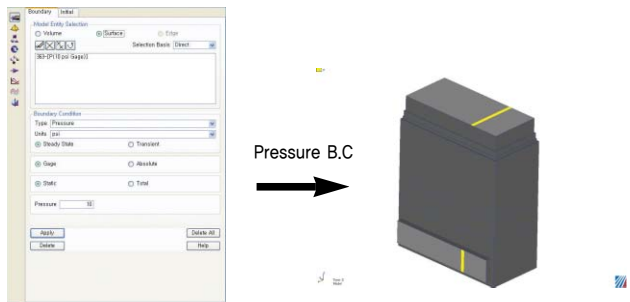 Boundary Initial
Model Entity Selection
Volume Surface Edge
Selection Basis Direct
Boundary Condition
Type Pressure
Units psi
Steady State Transient
Gage Absolute
Static Total
Pressure
Apply Delete All
Delete Help
Pressure B.C